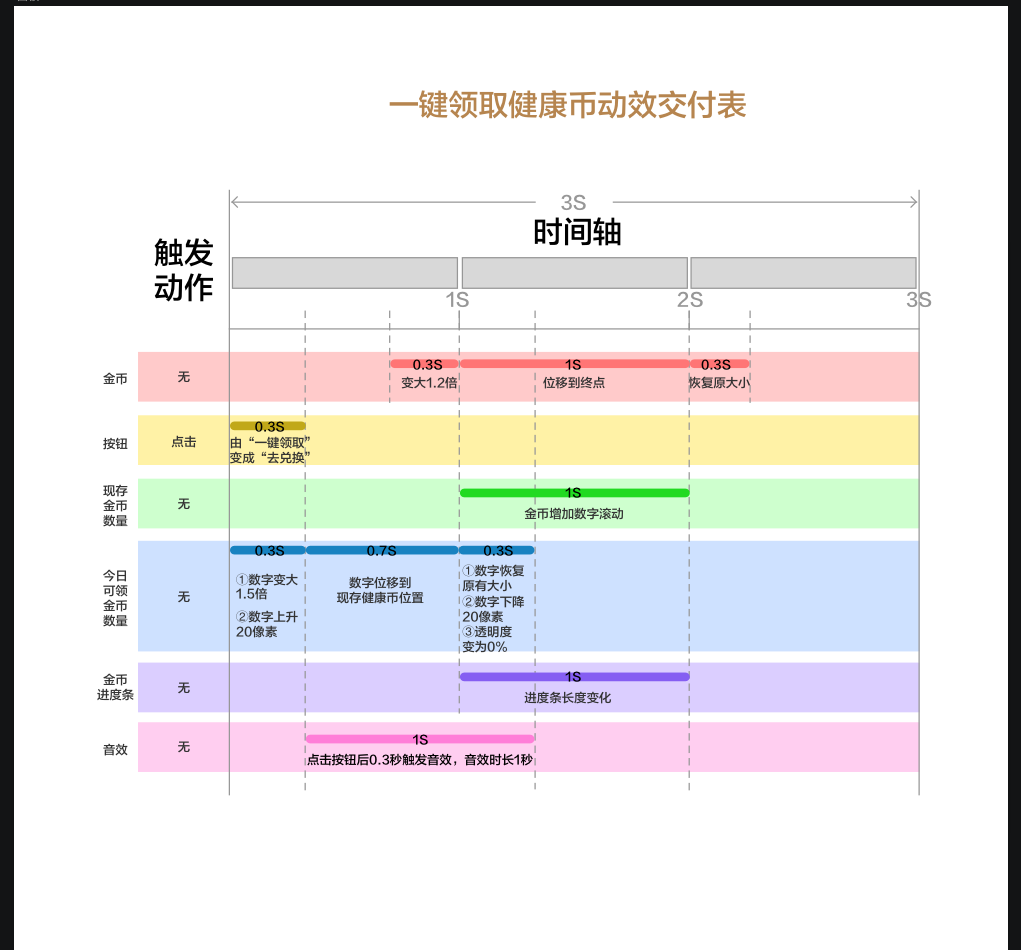 一键领取健康币动效交付表
3S
时间轴
触发
动作
1S
2S
3S
金币
无
0.3S
1S
0.3S
变大1.2倍
位移到终点
恢复原大小
按钮
点击
0.3S
由“一键领取”
变成“去兑换”
现存
金币
数量
无
1S
金币增加数字滚动
今日
可领
金币
数量
无
0.3S
0.7S
0.3S
①数字变大
1.5倍
②数字上升
20像素
数字位移到
现存健康币位置
①数字恢复
原有大小
②数字下降
20像素
③透明度
变为0%
金币
进度条
无
1S
进度条长度变化
音效
无
1S
点击按钮后0.3秒触发音效，音效时长1秒